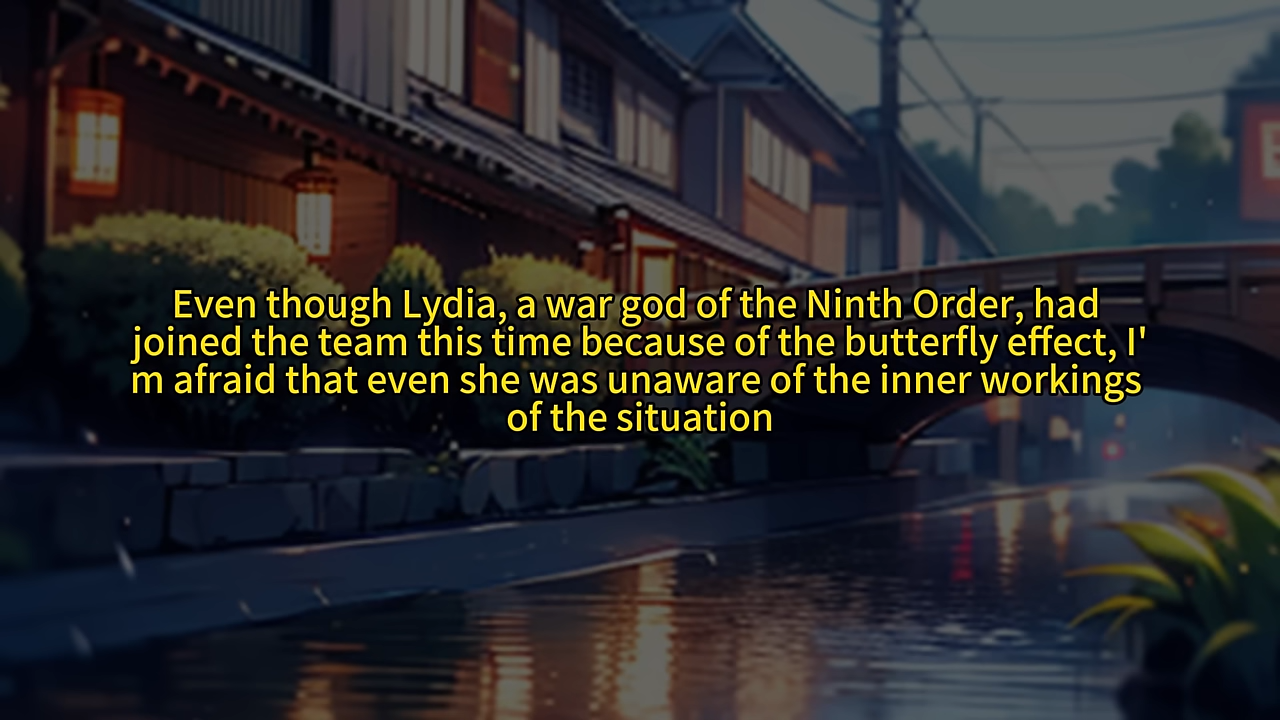 Even though Lydia, a war god of the Ninth Order, had
joined the team this time because of the butterfly effect, I'
m afraid that even she was unaware of the inner workings
of the situation